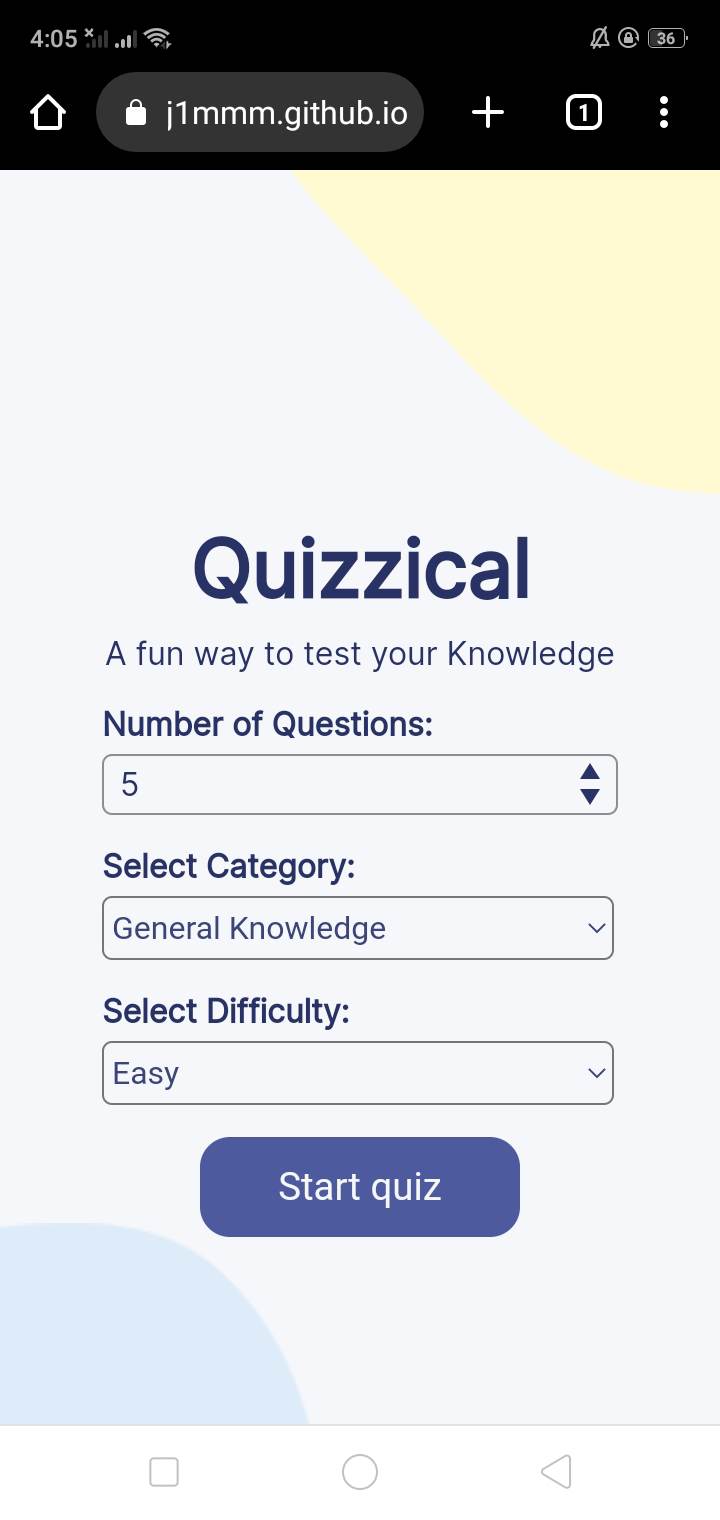 4:05
36
j1mmm.github.io
1
Quizzical
A fun way to test your Knowledge
Number of Questions:
5
Select Category:
General Knowledge
Select Difficulty:
Easy
Start quiz